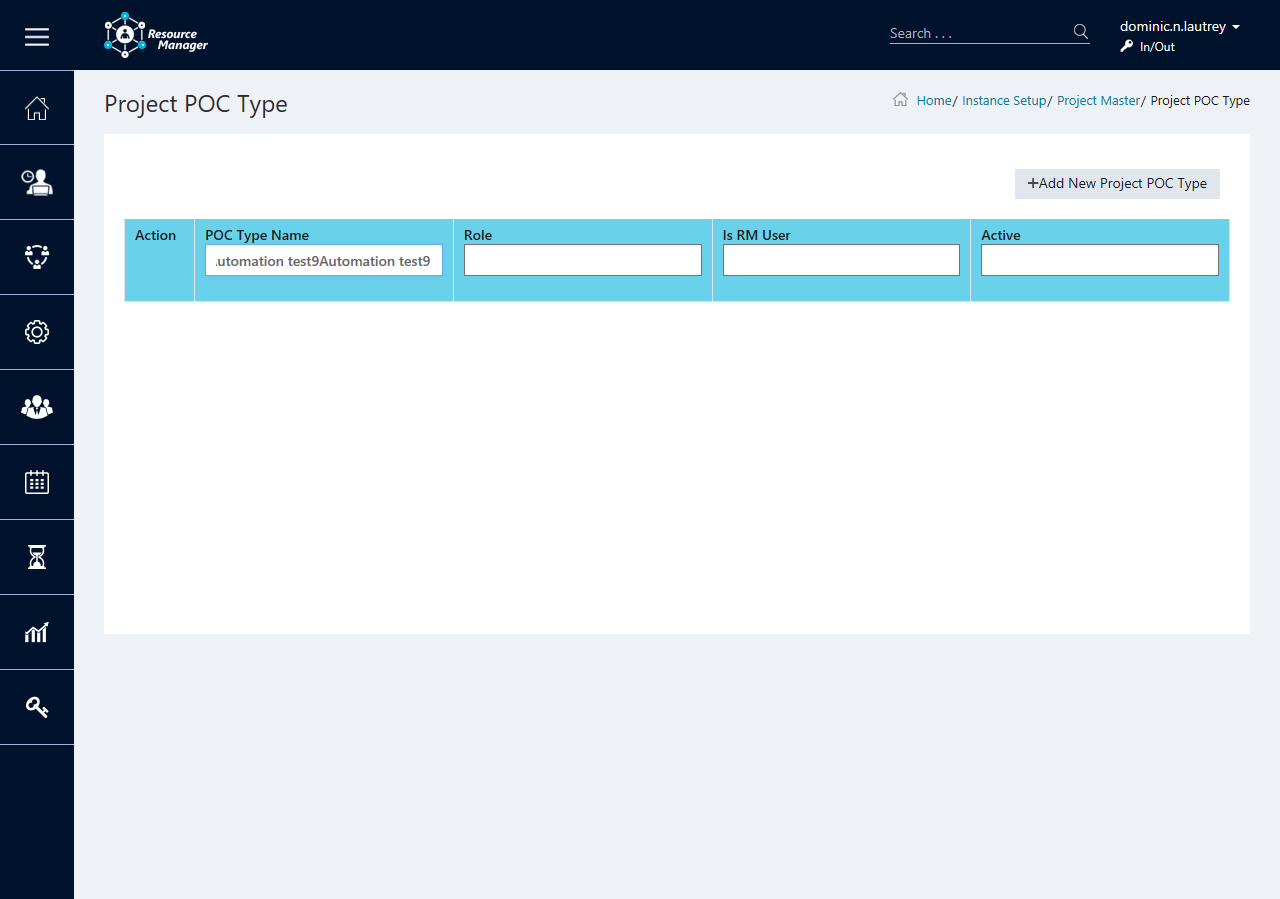 Resource
Manager
Search . . .
dominic.n.lautrey
In/Out
Project POC Type
Home/ Instance Setup/ Project Master/ Project POC Type
+Add New Project POC Type
Action POC Type Name Role Is RM User Active
utomation test9Automation test9